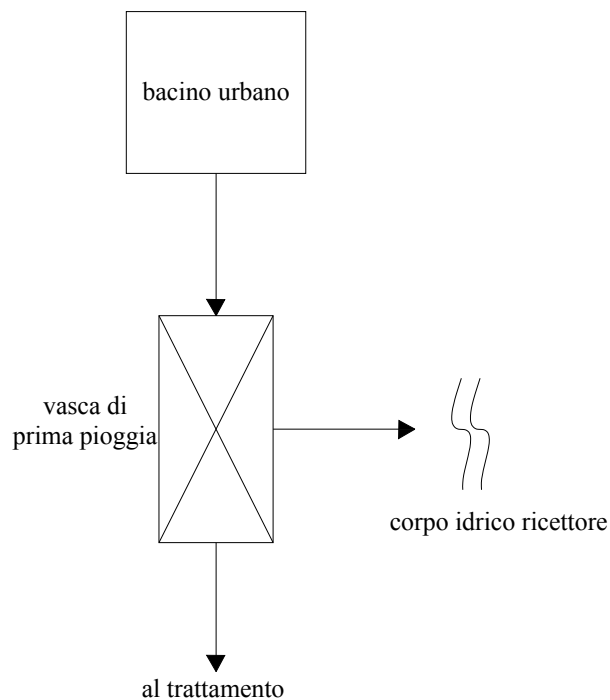 bacino urbano
vasca di
prima pioggia
corpo idrico ricettore
al trattamento